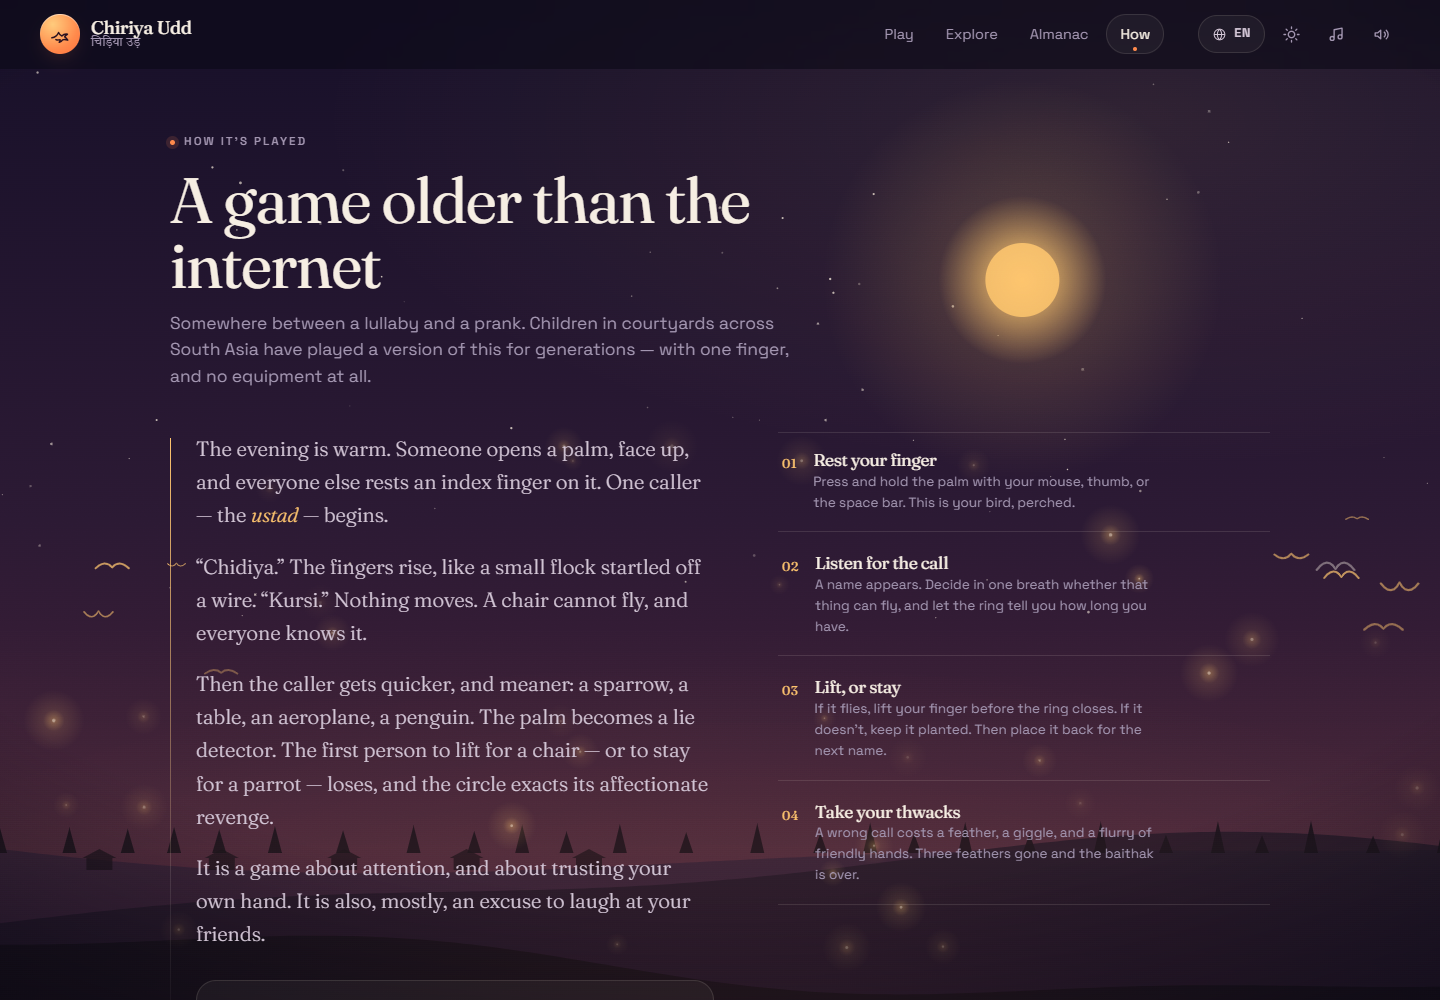 Chiriya Udd
चिड़िया उड़
Play
Explore
Almanac
How
EN
HOW IT'S PLAYED
A game older than the
internet
Somewhere between a lullaby and a prank. Children in courtyards across
South Asia have played a version of this for generations — with one finger,
and no equipment at all.
The evening is warm. Someone opens a palm, face up,
and everyone else rests an index finger on it. One caller
— the ustad — begins.
“Chidiya.” The fingers rise, like a small flock startled off
a wire. “Kursi.” Nothing moves. A chair cannot fly, and
everyone knows it.
Then the caller gets quicker, and meaner: a sparrow, a
table, an aeroplane, a penguin. The palm becomes a lie
detector. The first person to lift for a chair — or to stay
for a parrot — loses, and the circle exacts its affectionate
revenge.
It is a game about attention, and about trusting your
own hand. It is also, mostly, an excuse to laugh at your
friends.
01
Rest your finger
Press and hold the palm with your mouse, thumb, or
the space bar. This is your bird, perched.
02
Listen for the call
A name appears. Decide in one breath whether that
thing can fly, and let the ring tell you how long you
have.
03
Lift, or stay
If it flies, lift your finger before the ring closes. If it
doesn't, keep it planted. Then place it back for the
next name.
04
Take your thwacks
A wrong call costs a feather, a giggle, and a flurry of
friendly hands. Three feathers gone and the baithak
is over.